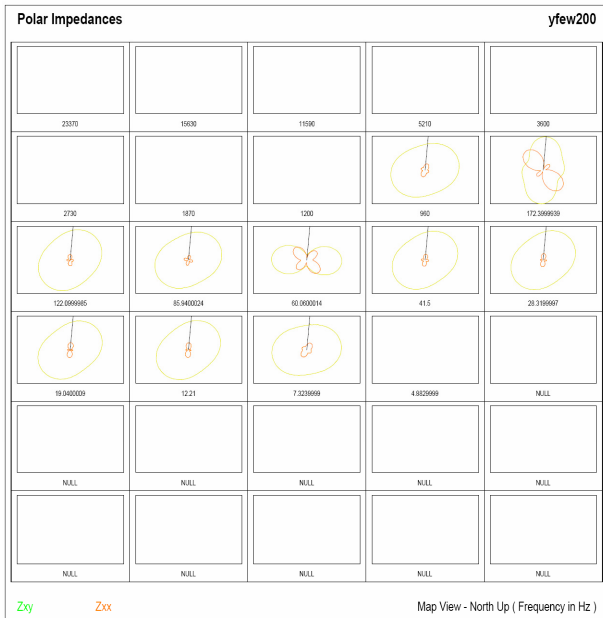 Polar Impedances yfew200
23370 15630 11590 5210 3600
2730 1870 1200 960 172.3999939
122.0999985 85.9400024 60.0600014 41.5 28.3199997
19.0400009 12.21 7.3239999 4.8829999 NULL
NULL NULL NULL NULL NULL
NULL NULL NULL NULL NULL
Zxy Zxx Map View - North Up ( Frequency in Hz )